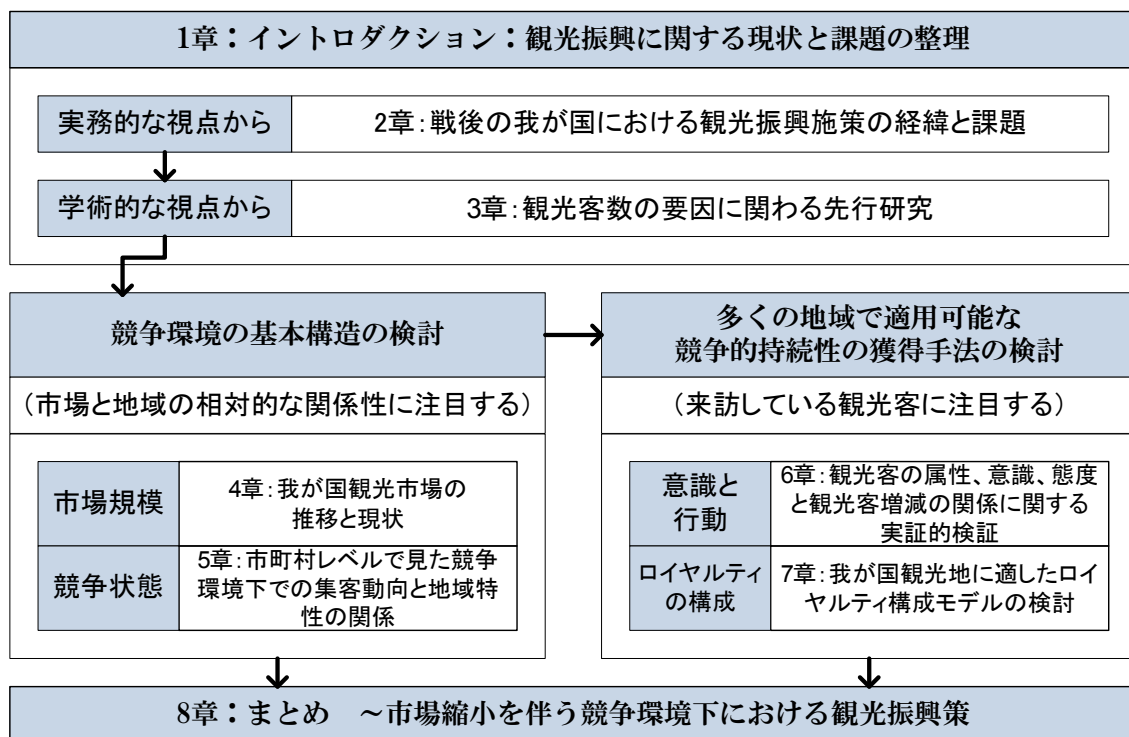 1章：イントロダクション：観光振興に関する現状と課題の整理
実務的な視点から
2章：戦後の我が国における観光振興施策の経緯と課題
学術的な視点から
3章：観光客数の要因に関わる先行研究
競争環境の基本構造の検討
（市場と地域の相対的な関係性に注目する）
市場規模
4章：我が国観光市場の
推移と現状
競争状態
5章：市町村レベルで見た競争
環境下での集客動向と地域特
性の関係
多くの地域で適用可能な
競争的持続性の獲得手法の検討
（来訪している観光客に注目する）
意識と
行動
6章：観光客の属性、意識、態度
と観光客増減の関係に関する
実証的検証
ロイヤルティ
の構成
7章：我が国観光地に適したロイ
ヤルティ構成モデルの検討
8章：まとめ　～市場縮小を伴う競争環境下における観光振興策